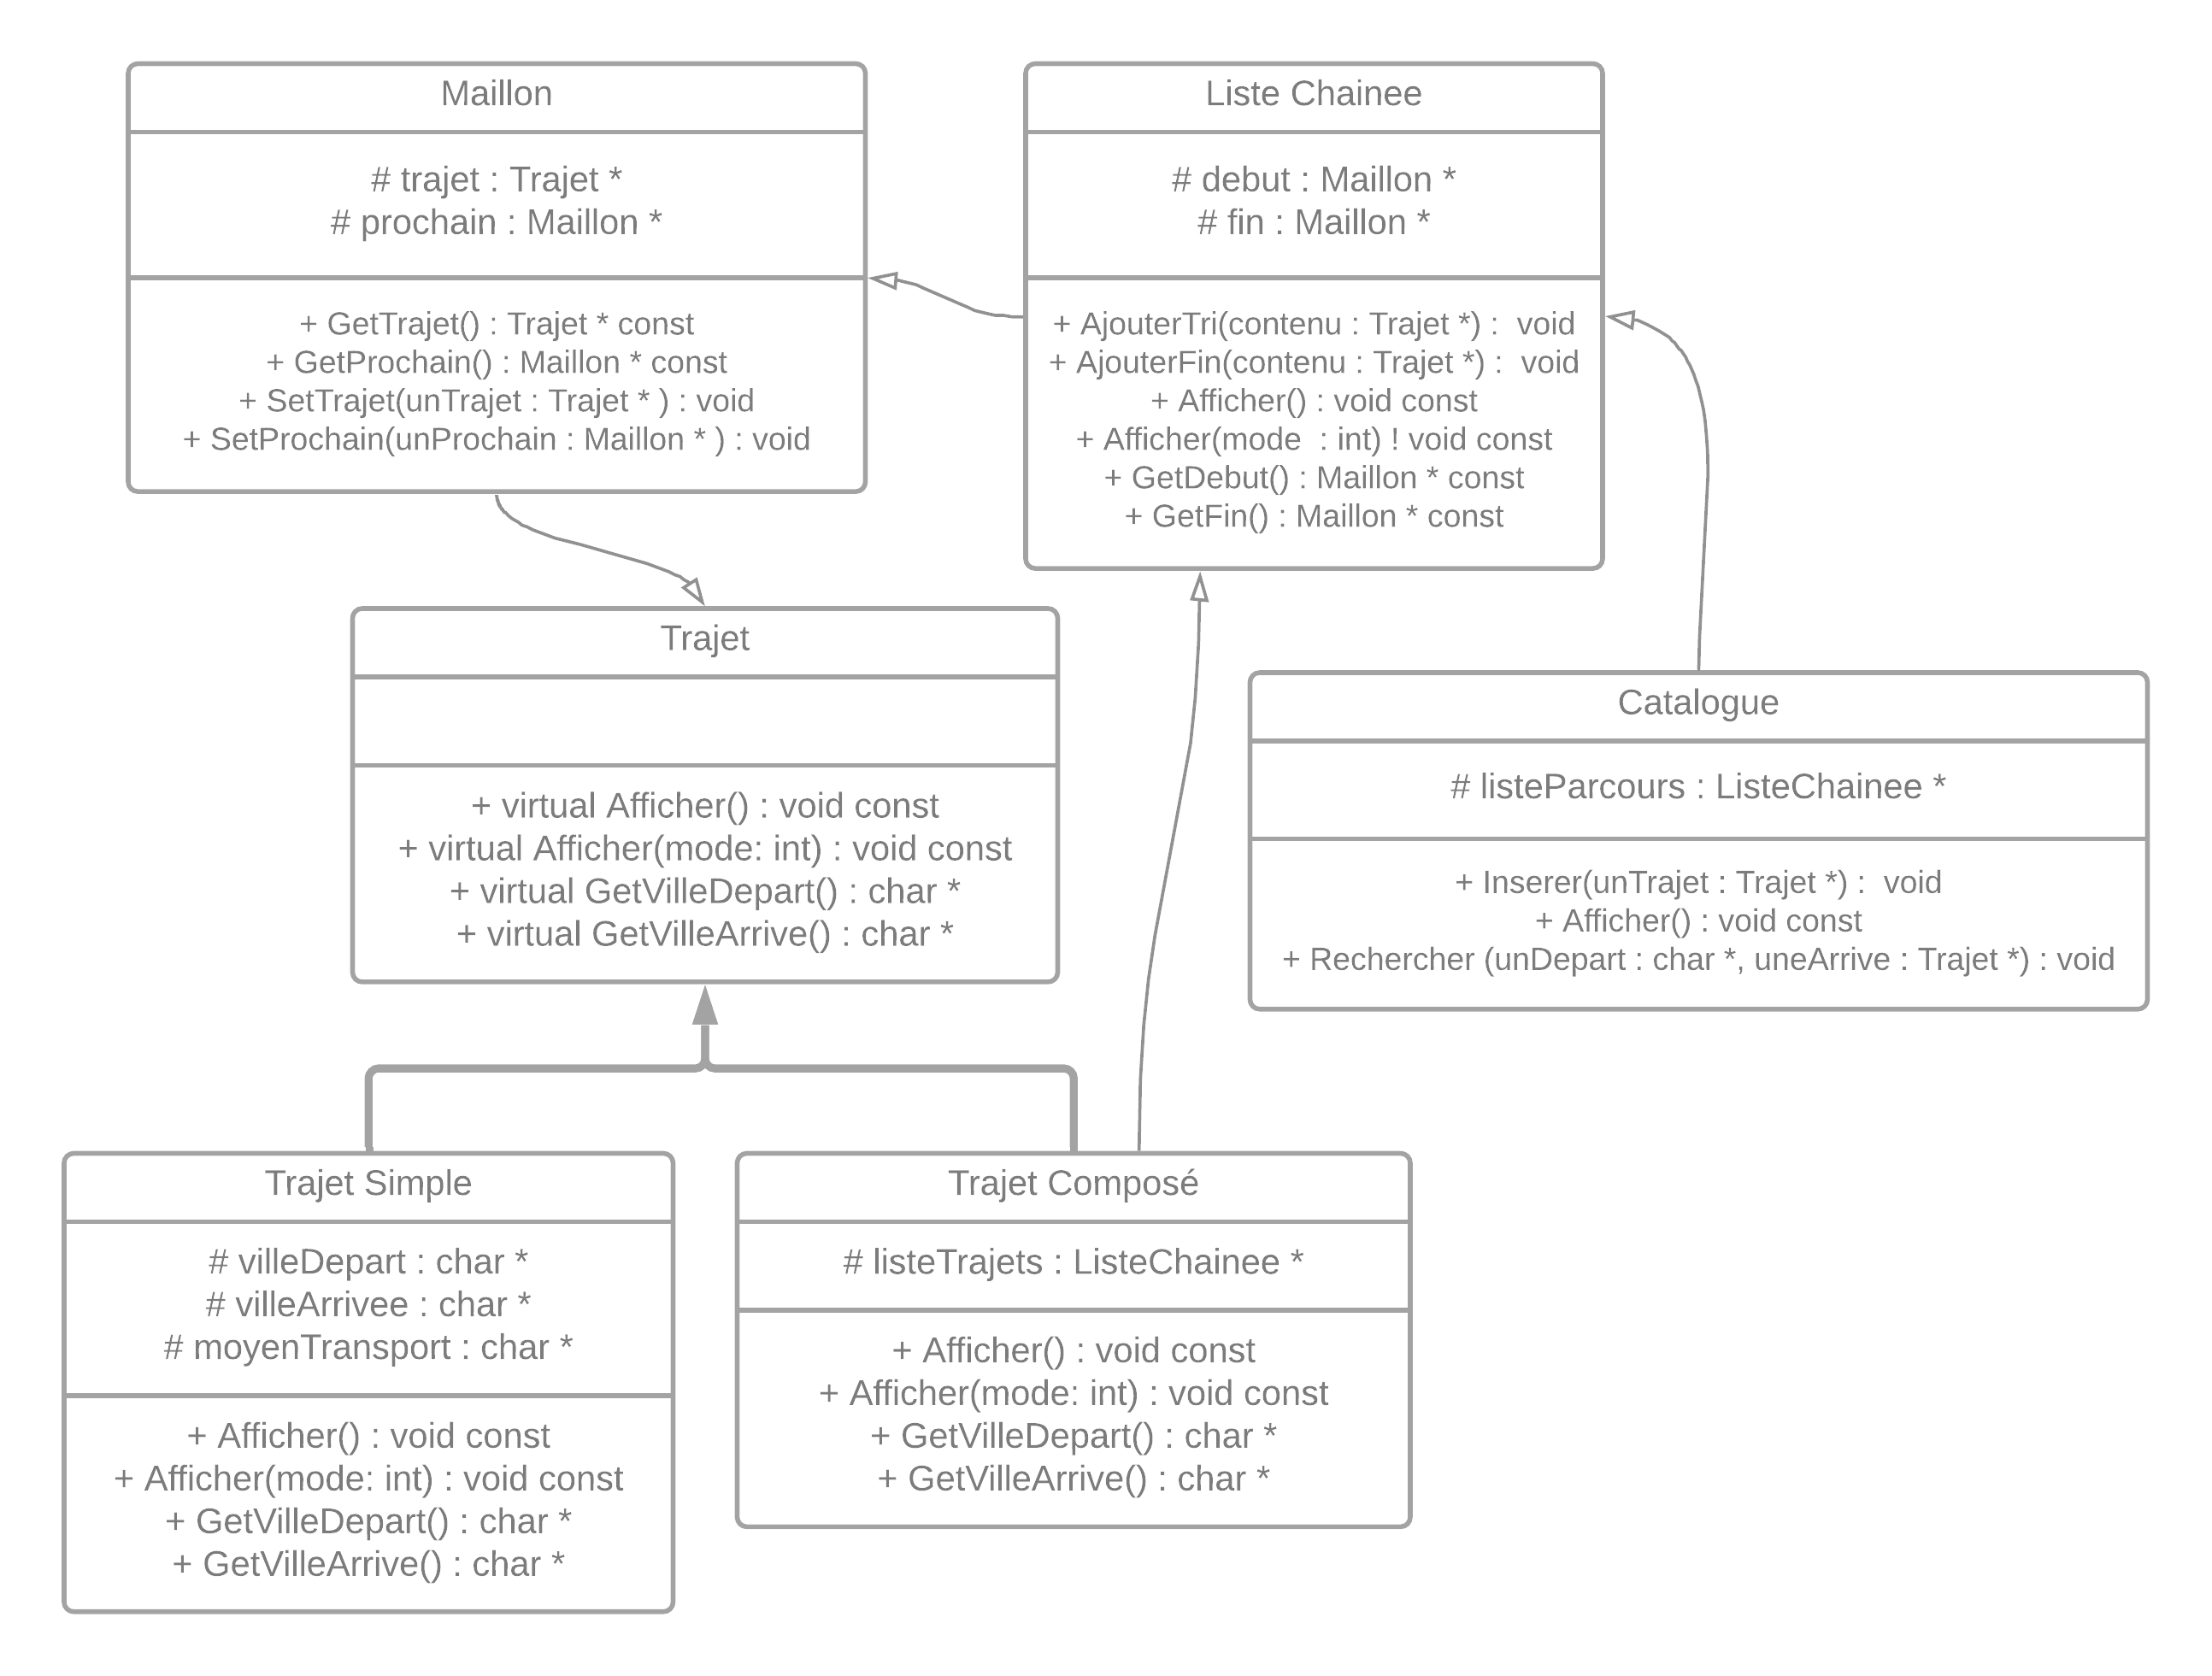 Maillon
# trajet : Trajet *
# prochain : Maillon *
+ GetTrajet() : Trajet * const
+ GetProchain() : Maillon * const
+ SetTrajet(unTrajet : Trajet * ) : void
+ SetProchain(unProchain : Maillon * ) : void
Liste Chainee
# debut : Maillon *
# fin : Maillon *
+ AjouterTri(contenu : Trajet *) :  void
+ AjouterFin(contenu : Trajet *) :  void
+ Afficher() : void const
+ Afficher(mode  : int) ! void const
+ GetDebut() : Maillon * const
+ GetFin() : Maillon * const
Trajet
+ virtual Afficher() : void const
+ virtual Afficher(mode: int) : void const
+ virtual GetVilleDepart() : char *
+ virtual GetVilleArrive() : char *
Catalogue
# listeParcours : ListeChainee *
+ Inserer(unTrajet : Trajet *) :  void
+ Afficher() : void const
+ Rechercher (unDepart : char *, uneArrive : Trajet *) : void
Trajet Simple
# villeDepart : char *
# villeArrivee : char *
# moyenTransport : char *
+ Afficher() : void const
+ Afficher(mode: int) : void const
+ GetVilleDepart() : char *
+ GetVilleArrive() : char *
Trajet Composé
# listeTrajets : ListeChainee *
+ Afficher() : void const
+ Afficher(mode: int) : void const
+ GetVilleDepart() : char *
+ GetVilleArrive() : char *